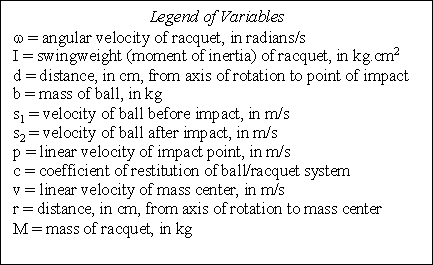 Legend of Variables
ω = angular velocity of racquet, in radians/s
I = swingweight (moment of inertia) of racquet, in kg.cm²
d = distance, in cm, from axis of rotation to point of impact
b = mass of ball, in kg
s₁ = velocity of ball before impact, in m/s
s₂ = velocity of ball after impact, in m/s
p = linear velocity of impact point, in m/s
c = coefficient of restitution of ball/racquet system
v = linear velocity of mass center, in m/s
r = distance, in cm, from axis of rotation to mass center
M = mass of racquet, in kg